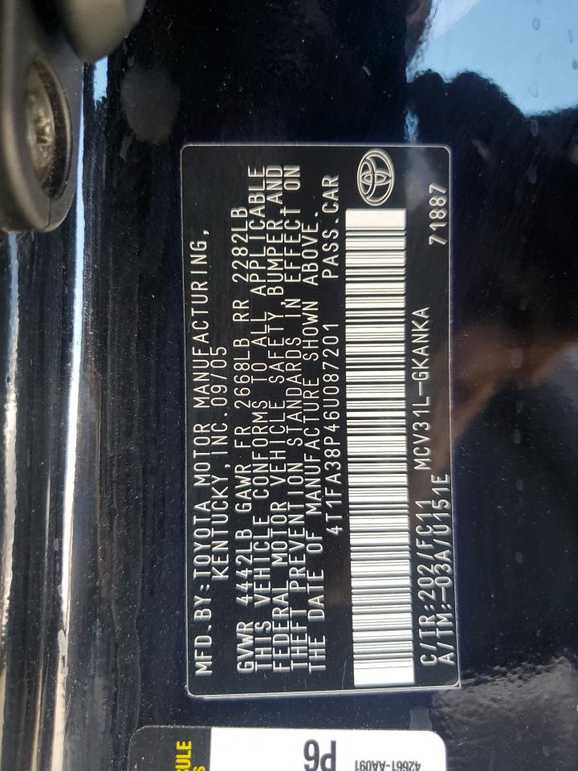 MFD. BY: TOYOTA MOTOR MANUFACTURING,
KENTUCKY, INC. 09/05
GVWR 4442LB GAWR FR 2668LB RR 2282LB
THIS VEHICLE CONFORMS TO ALL APPLICABLE
FEDERAL MOTOR VEHICLE SAFETY BUMPER, AND
THEFT PREVENTION STANDARDS IN EFFECT ON
THE DATE OF MANUFACTURE SHOWN ABOVE.
4T1FA38P46U087201 PASS. CAR
C/TR: 202/FC11 MCV31L-GKANKA
A/TM: -03A/U151E 71887
P6
42661-AA091